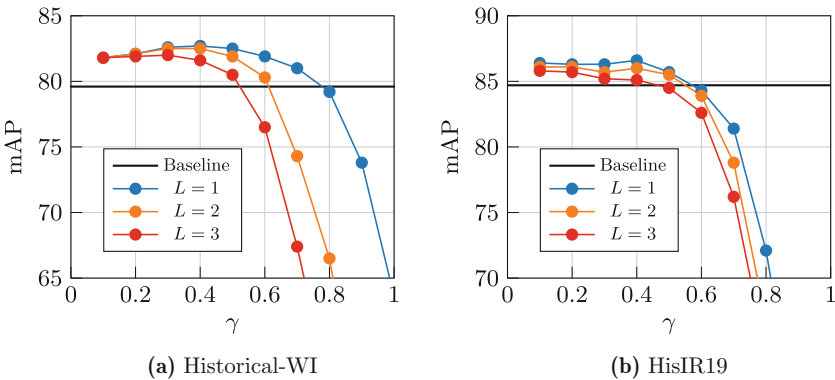 85
80
75
70
65
mAP
Baseline
L = 1
L = 2
L = 3
0 0.2 0.4 0.6 0.8 1
γ
(a) Historical-WI
90
85
80
75
70
mAP
Baseline
L = 1
L = 2
L = 3
0 0.2 0.4 0.6 0.8 1
γ
(b) HisIR19